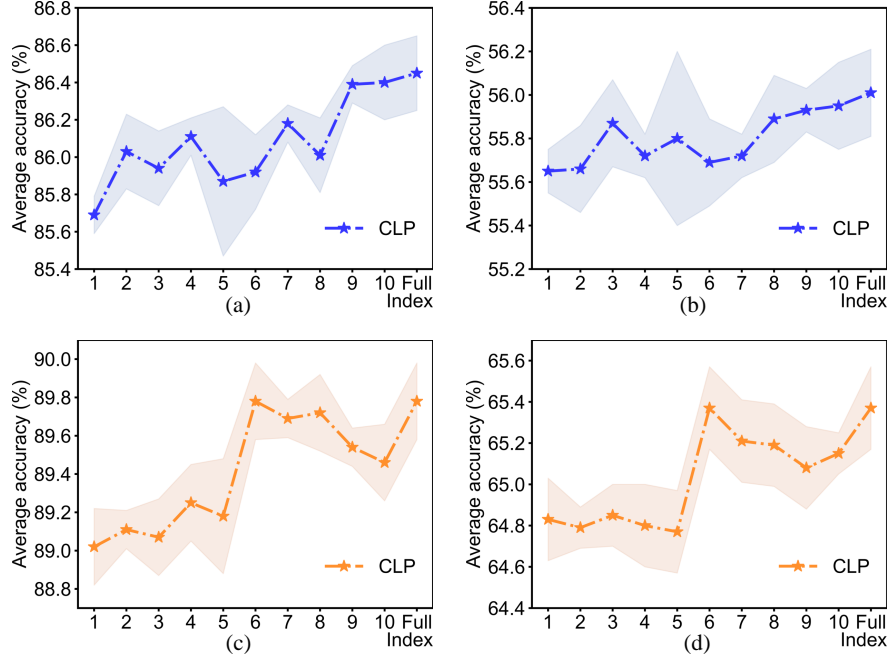 86.8
86.6
86.4
86.2
86.0
85.8
85.6
85.4
Average accuracy (%)
CLP
1 2 3 4 5 6 7 8 9 10 Full
Index
(a)
56.4
56.2
56.0
55.8
55.6
55.4
55.2
Average accuracy (%)
CLP
1 2 3 4 5 6 7 8 9 10 Full
Index
(b)
90.0
89.8
89.6
89.4
89.2
89.0
88.8
Average accuracy (%)
CLP
1 2 3 4 5 6 7 8 9 10 Full
Index
(c)
65.6
65.4
65.2
65.0
64.8
64.6
64.4
Average accuracy (%)
CLP
1 2 3 4 5 6 7 8 9 10 Full
Index
(d)